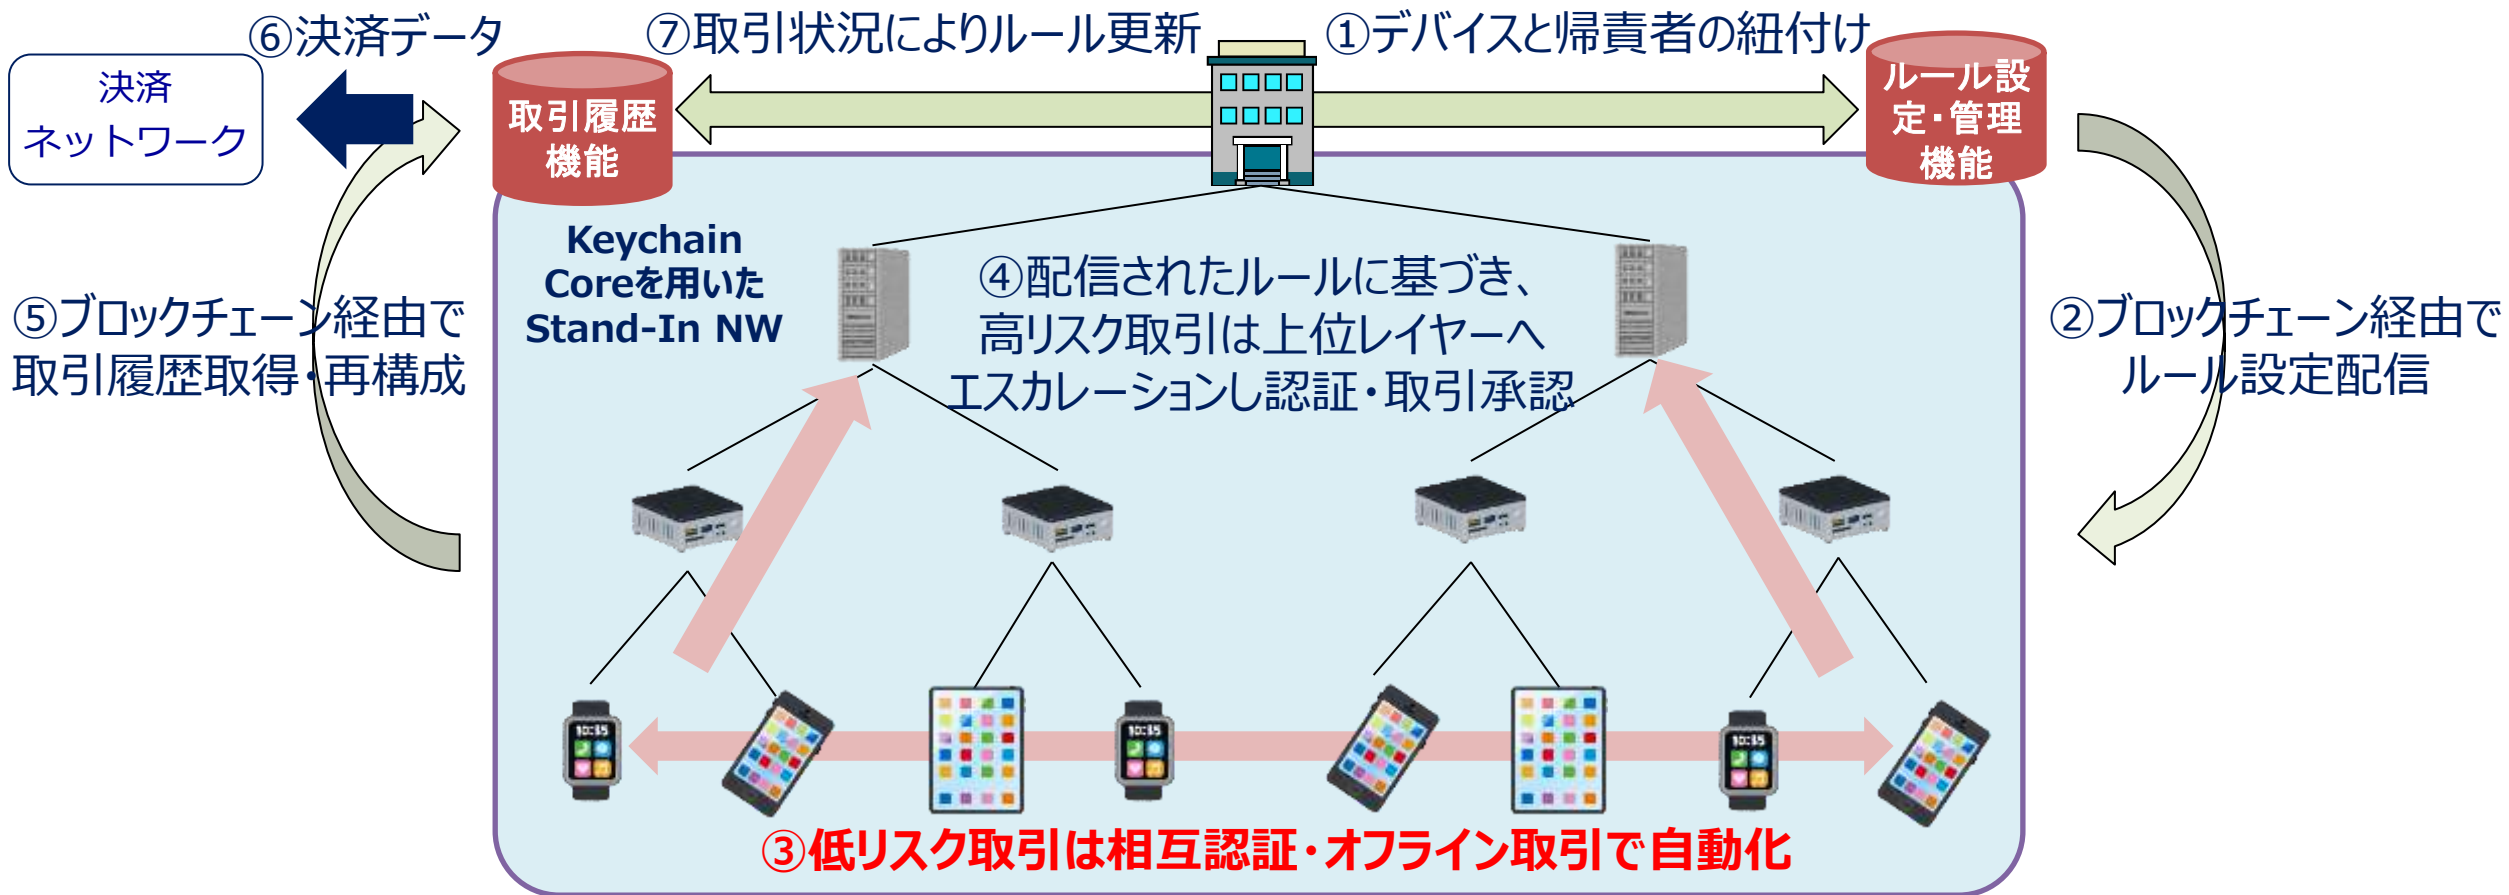 ⑥決済データ
⑦取引状況によりルール更新
①デバイスと帰責者の紐付け
決済
ネットワーク
取引履歴
機能
ルール設
定・管理
機能
Keychain
Coreを用いた
Stand-In NW
④配信されたルールに基づき、
高リスク取引は上位レイヤーへ
エスカレーションし認証・取引承認
⑤ブロックチェーン経由で
取引履歴取得・再構成
②ブロックチェーン経由で
ルール設定配信
10:35
10:35
10:35
③低リスク取引は相互認証・オフライン取引で自動化